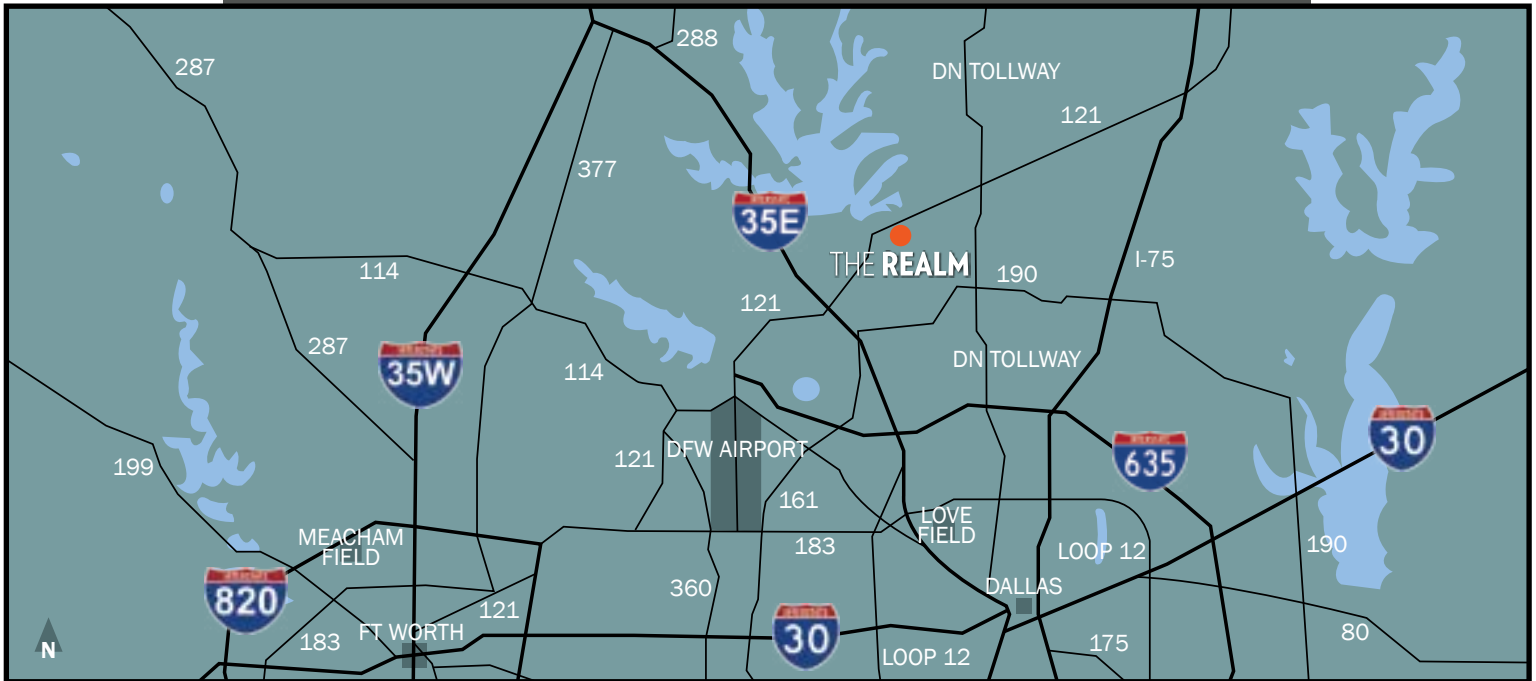 288
287
DN TOLLWAY
121
377
35E
THE REALM
I-75
114
190
121
287
35W
DN TOLLWAY
114
30
DFW AIRPORT
121
635
199
161
LOVE
FIELD
MEACHAM
FIELD
183
LOOP 12
190
820
360
DALLAS
121
FT WORTH
183
30
80
175
LOOP 12
N